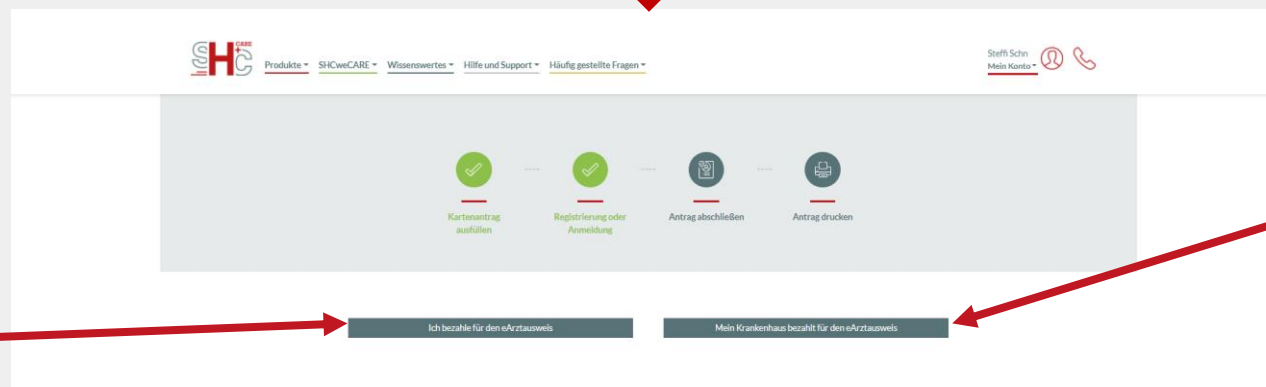 SHC CARE
Produkte SHCweCARE Wissenswertes Hilfe und Support Häufig gestellte Fragen
Steffi Schn
Mein Konto
Kartenantrag
ausfüllen
Registrierung oder
Anmeldung
Antrag abschließen
Antrag drucken
Ich bezahle für den eArztausweis
Mein Krankenhaus bezahlt für den eArztausweis